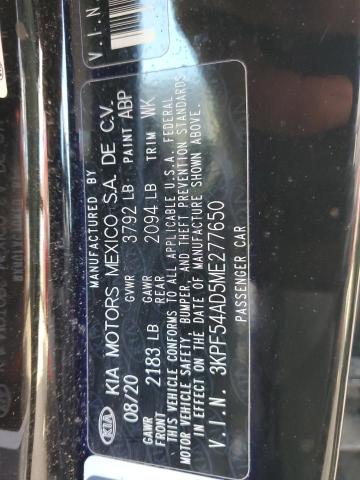 V.I.N.
MANUFACTURED BY
KIA KIA MOTORS MEXICO S.A. DE C.V.
08/20 GVWR 3792 LB PAINT ABP
GAWR FRONT 2183 LB GAWR REAR 2094 LB TRIM WK
THIS VEHICLE CONFORMS TO ALL APPLICABLE U.S.A. FEDERAL
MOTOR VEHICLE SAFETY, BUMPER, AND THEFT PREVENTION STANDARDS
IN EFFECT ON THE DATE OF MANUFACTURE SHOWN ABOVE.
V.I.N. 3KPF54AD5ME277650
PASSENGER CAR